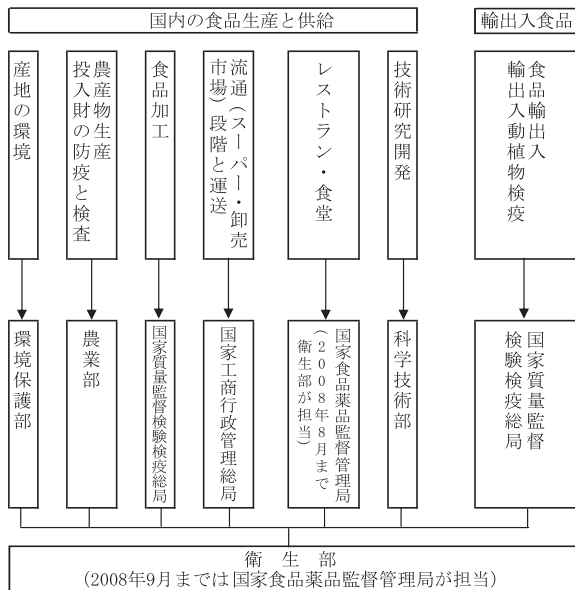 国内の食品生産と供給
輸出入食品
産地の環境
農産物生産
投入財の防疫と検査
食品加工
流通(スーパー・卸売
市場)段階と運送
レストラン・食堂
技術研究開発
食品輸出入
輸出入動植物検疫
環境保護部
農業部
国家質量監督検験検疫総局
国家工商行政管理総局
国家食品薬品監督管理局
(2008年8月まで
衛生部が担当)
科学技術部
国家質量監督
検験検疫総局
衛 生 部
(2008年9月までは国家食品薬品監督管理局が担当)